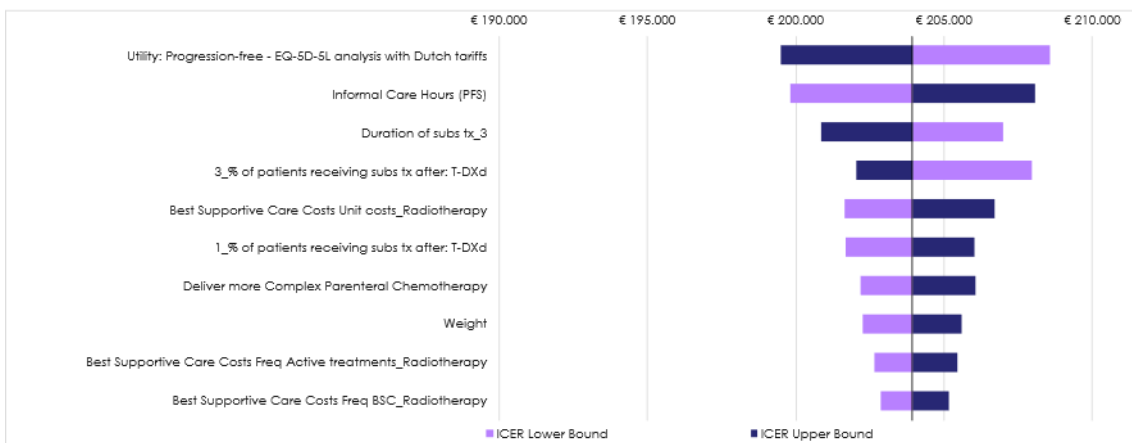 € 190.000 € 195.000 € 200.000 € 205.000 € 210.000
Utility: Progression-free - EQ-5D-5L analysis with Dutch tariffs
Informal Care Hours (PFS)
Duration of subs tx_3
3_% of patients receiving subs tx after: T-DXd
Best Supportive Care Costs Unit costs_Radiotherapy
1_% of patients receiving subs tx after: T-DXd
Deliver more Complex Parenteral Chemotherapy
Weight
Best Supportive Care Costs Freq Active treatments_Radiotherapy
Best Supportive Care Costs Freq BSC_Radiotherapy
ICER Lower Bound ICER Upper Bound